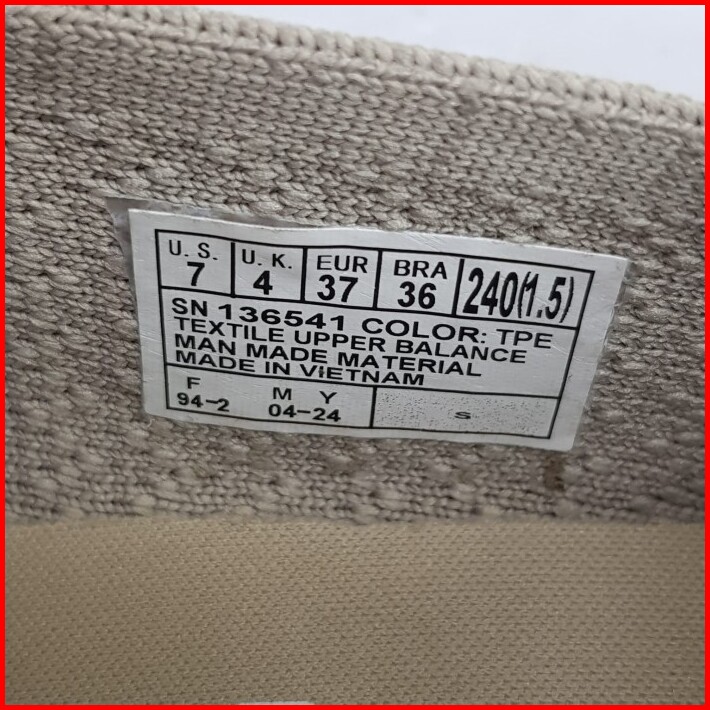 U.S. U.K. EUR BRA 240(1.5)
7 4 37 36
SN 136541 COLOR: TPE
TEXTILE UPPER BALANCE
MAN MADE MATERIAL
MADE IN VIETNAM
F M Y
94-2 04-24 S